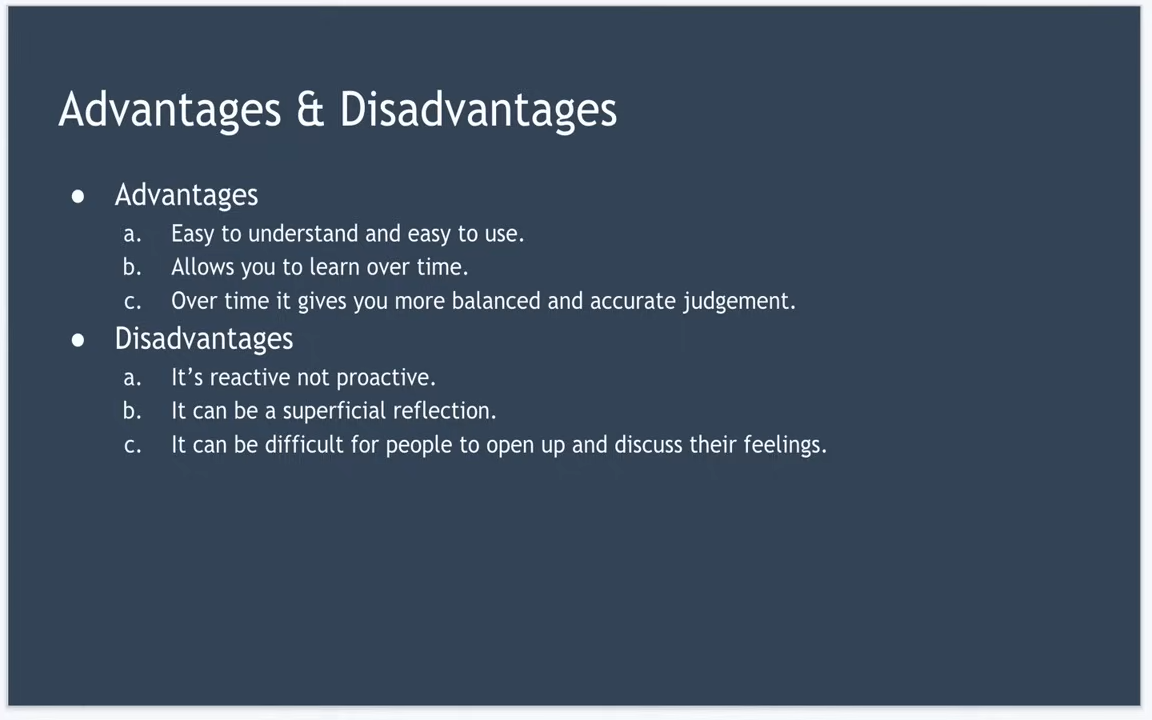 Advantages & Disadvantages
● Advantages
a. Easy to understand and easy to use.
b. Allows you to learn over time.
c. Over time it gives you more balanced and accurate judgement.
● Disadvantages
a. It’s reactive not proactive.
b. It can be a superficial reflection.
c. It can be difficult for people to open up and discuss their feelings.